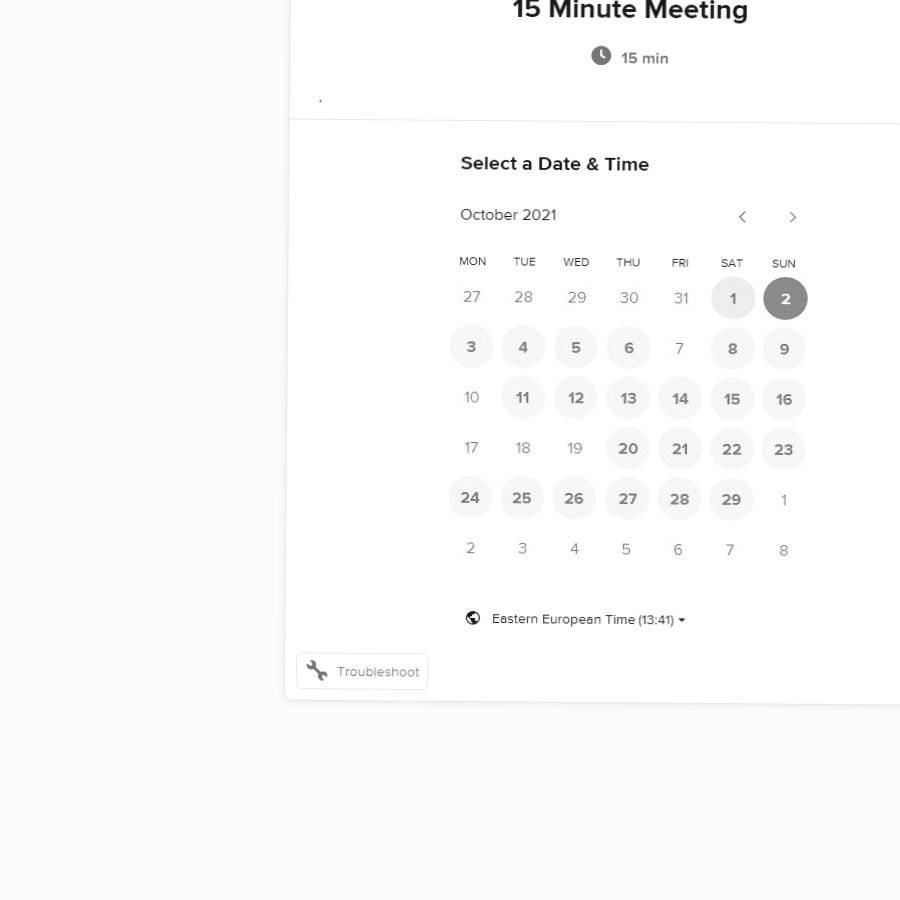 15 Minute Meeting
15 min
.
Select a Date & Time
October 2021
MON TUE WED THU FRI SAT SUN
27 28 29 30 31 1 2
3 4 5 6 7 8 9
10 11 12 13 14 15 16
17 18 19 20 21 22 23
24 25 26 27 28 29 1
2 3 4 5 6 7 8
Eastern European Time (13:41)
Troubleshoot